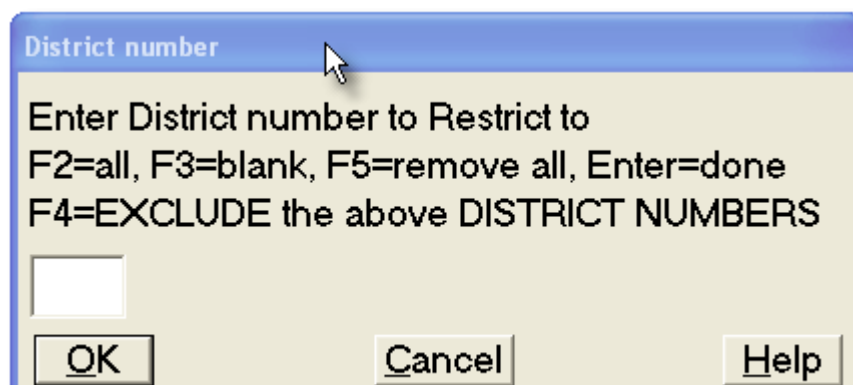 District number
Enter District number to Restrict to
F2=all, F3=blank, F5=remove all, Enter=done
F4=EXCLUDE the above DISTRICT NUMBERS
OK Cancel Help